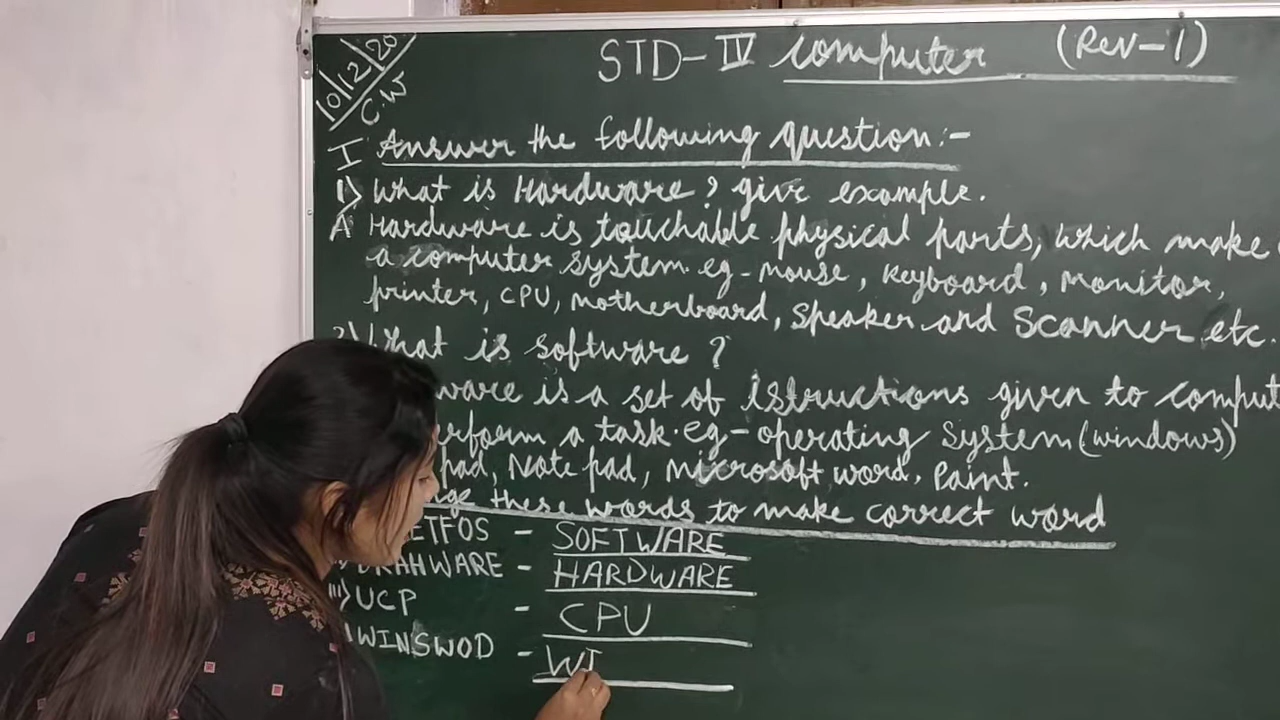 10/12/20
C.W
STD-IV computer (Rev-1)
I Answer the following question:-
1) What is Hardware? give example.
A Hardware is touchable physical parts, which make
a computer system. eg- mouse, Keyboard, monitor,
printer, CPU, motherboard, Speaker and Scanner etc.
What is software ?
ware is a set of istructions given to comput
erform a task. eg-operating System (windows)
pad, Note pad, microsoft word, Paint.
nge these words to make correct word
ETFOS - SOFTWARE
RAHWARE - HARDWARE
iii) UCP - CPU
WINSWOD - WI